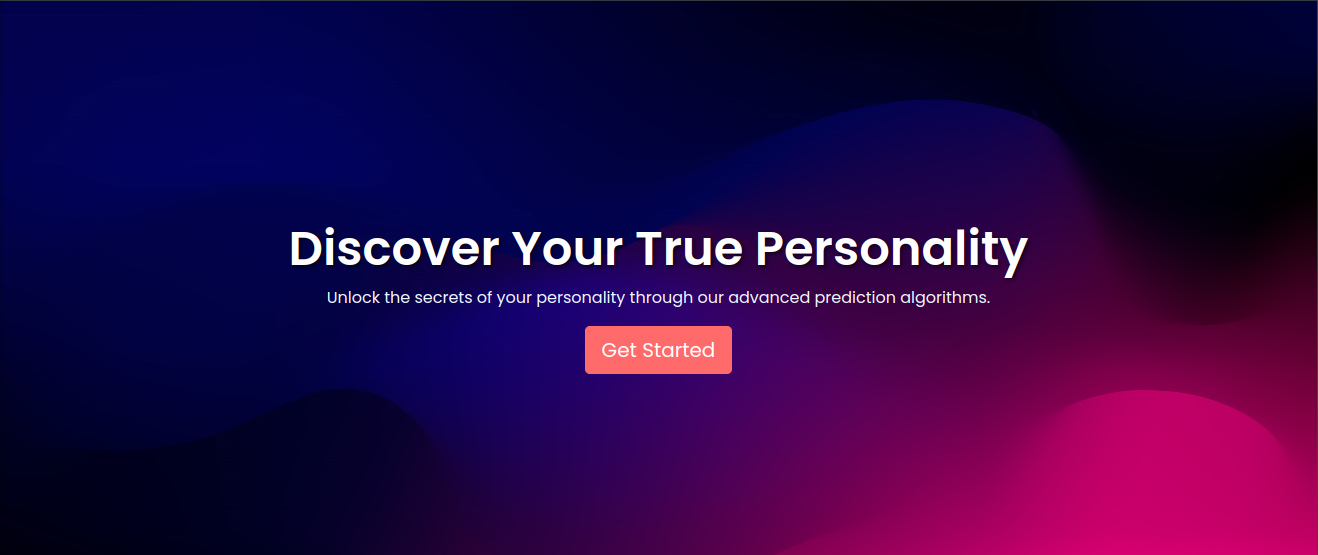 Discover Your True Personality
Unlock the secrets of your personality through our advanced prediction algorithms.
Get Started